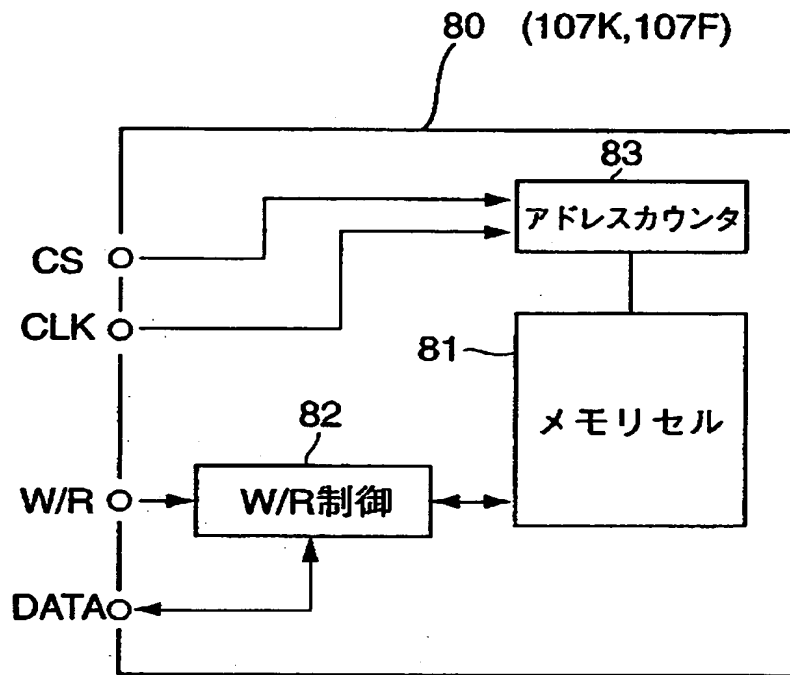 80 (107K,107F)
83
アドレスカウンタ
CS
CLK
81
メモリセル
82
W/R
W/R制御
DATA